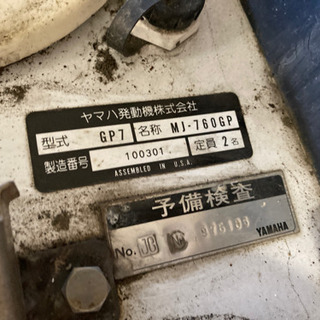 ヤマハ発動機株式会社
型式 GP7 名称 MJ-760GP
製造番号 100301 定員 2名
ASSEMBLED IN U.S.A.
予備検査
No. YAMAHA